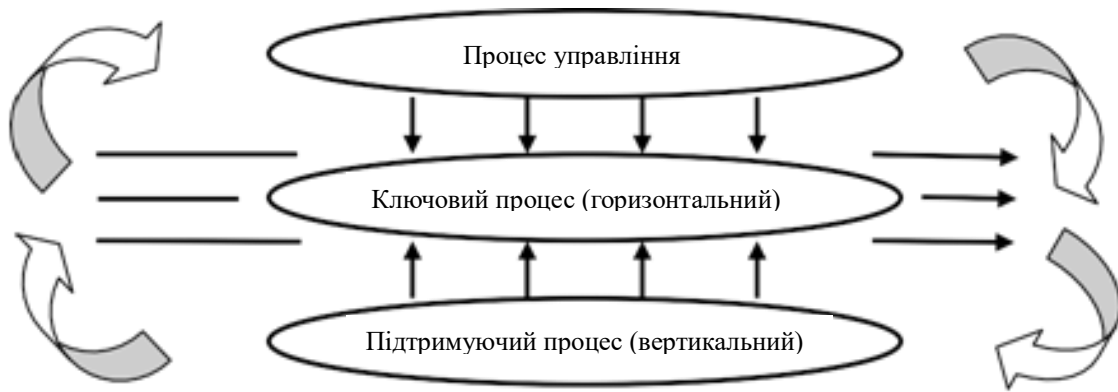 Процес управління
Ключовий процес (горизонтальний)
Підтримуючий процес (вертикальний)